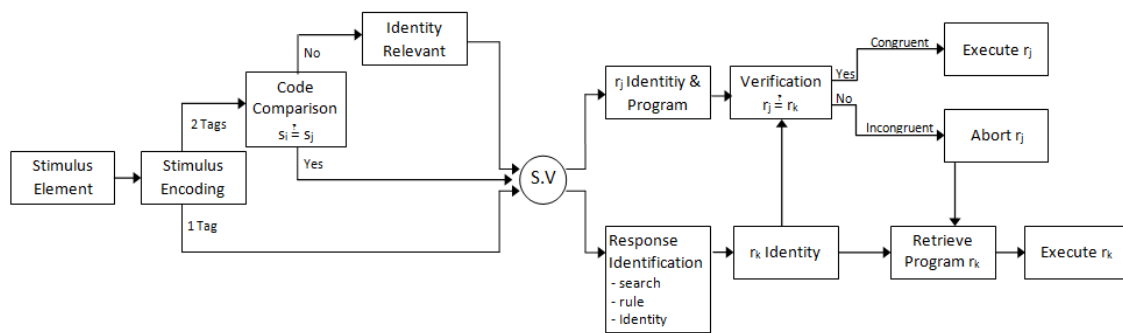 Stimulus
Element
Stimulus
Encoding
2 Tags
1 Tag
Code
Comparison
si ≟ sj
No
Yes
Identity
Relevant
S.V
rj Identitiy &
Program
Response
Identification
- search
- rule
- Identity
Verification
rj ≟ rk
rk Identity
Yes
Congruent
No
Incongruent
Execute rj
Abort rj
Retrieve
Program rk
Execute rk